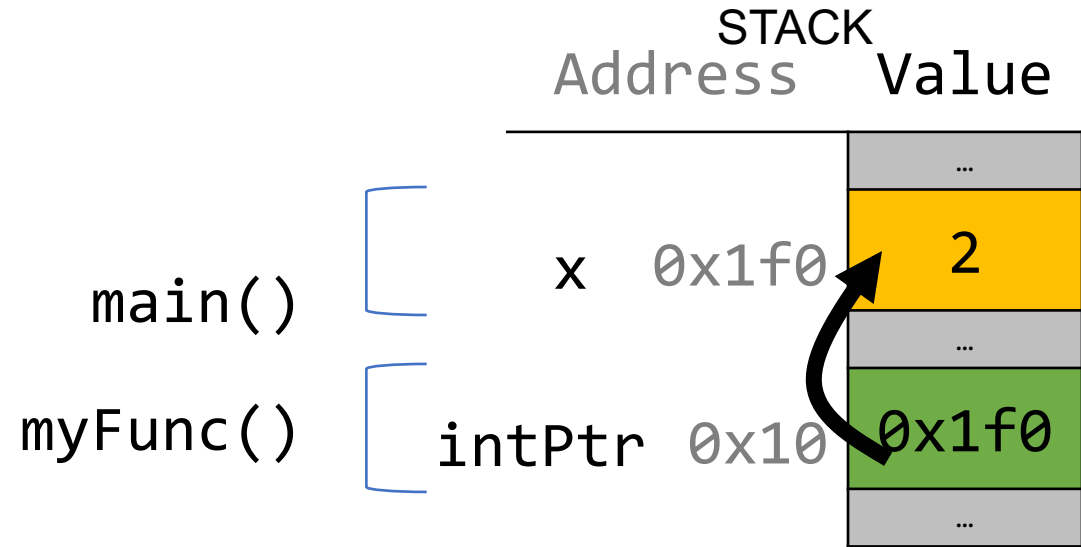 STACK
Address Value
…
x 0x1f0 2
main()
…
myFunc() intPtr 0x10 0x1f0
…